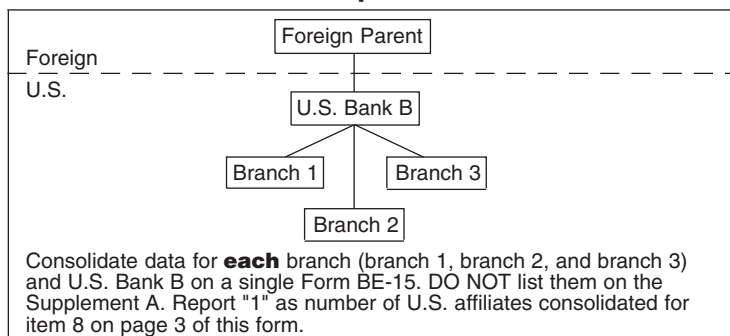 Foreign Parent
Foreign
U.S.
U.S. Bank B
Branch 1
Branch 3
Branch 2
Consolidate data for each branch (branch 1, branch 2, and branch 3)
and U.S. Bank B on a single Form BE-15. DO NOT list them on the
Supplement A. Report "1" as number of U.S. affiliates consolidated for
item 8 on page 3 of this form.